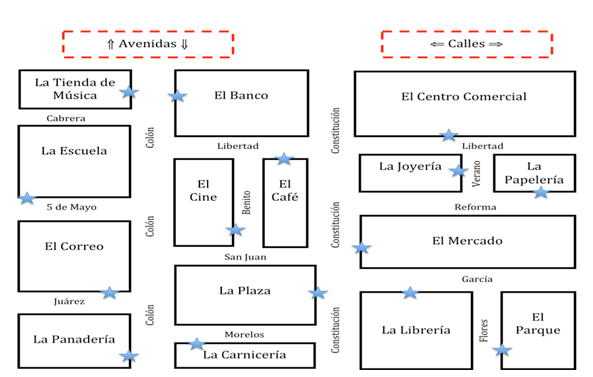 ⇑ Avenidas ⇓
⇐ Calles ⇒
La Tienda de
Música
El Banco
El Centro Comercial
Cabrera
Colón
Constitución
Libertad
Libertad
La Escuela
El
Cine
Benito
El
Café
La Joyería
Verano
La
Papelería
5 de Mayo
Colón
Constitución
Reforma
El Correo
San Juan
El Mercado
La Plaza
García
Juárez
Colón
Constitución
Morelos
La Panadería
La Carnicería
La Librería
Flores
El
Parque